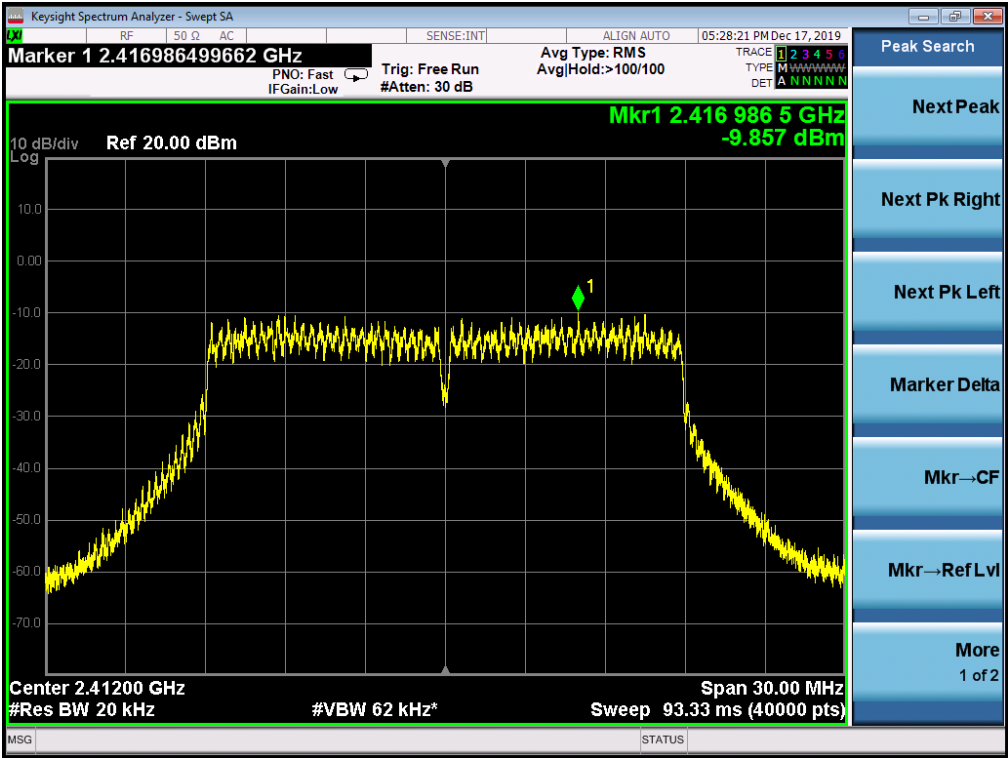 Keysight Spectrum Analyzer - Swept SA
LXI RF 50 Ω AC SENSE:INT ALIGN AUTO 05:28:21 PM Dec 17, 2019
Marker 1 2.416986499662 GHz
PNO: Fast
IFGain:Low
Trig: Free Run
#Atten: 30 dB
Avg Type: RMS
Avg|Hold:>100/100
TRACE 1 2 3 4 5 6
TYPE M WWWWW
DET A N N N N N
Mkr1 2.416 986 5 GHz
-9.857 dBm
10 dB/div Ref 20.00 dBm
Log
10.0
0.00
-10.0
-20.0
-30.0
-40.0
-50.0
-60.0
-70.0
1
Center 2.41200 GHz Span 30.00 MHz
#Res BW 20 kHz #VBW 62 kHz* Sweep 93.33 ms (40000 pts)
MSG STATUS
Peak Search
Next Peak
Next Pk Right
Next Pk Left
Marker Delta
Mkr→CF
Mkr→Ref Lvl
More
1 of 2